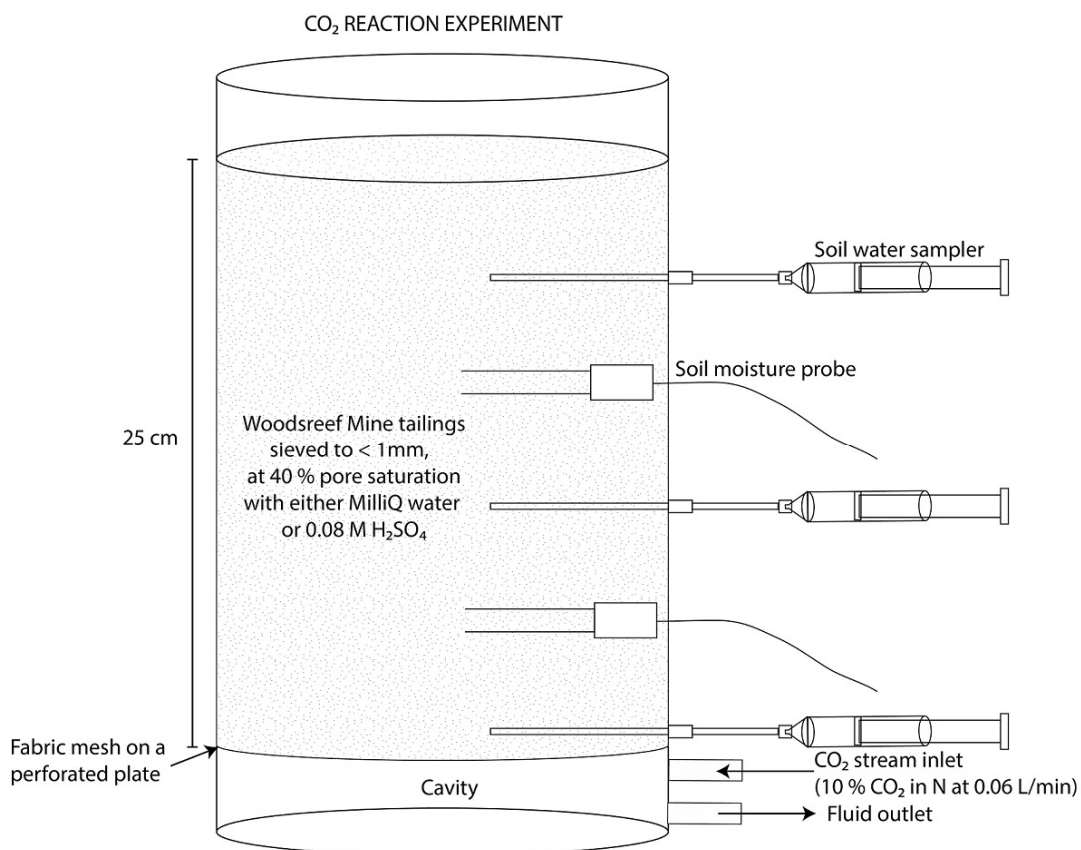 CO₂ REACTION EXPERIMENT
Soil water sampler
Soil moisture probe
25 cm
Woodsreef Mine tailings
sieved to < 1mm,
at 40 % pore saturation
with either MilliQ water
or 0.08 M H₂SO₄
Fabric mesh on a
perforated plate
Cavity
CO₂ stream inlet
(10 % CO₂ in N at 0.06 L/min)
Fluid outlet